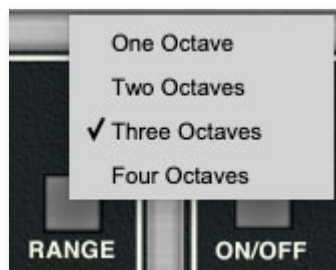 One Octave
Two Octaves
✓ Three Octaves
Four Octaves
RANGE ON/OFF